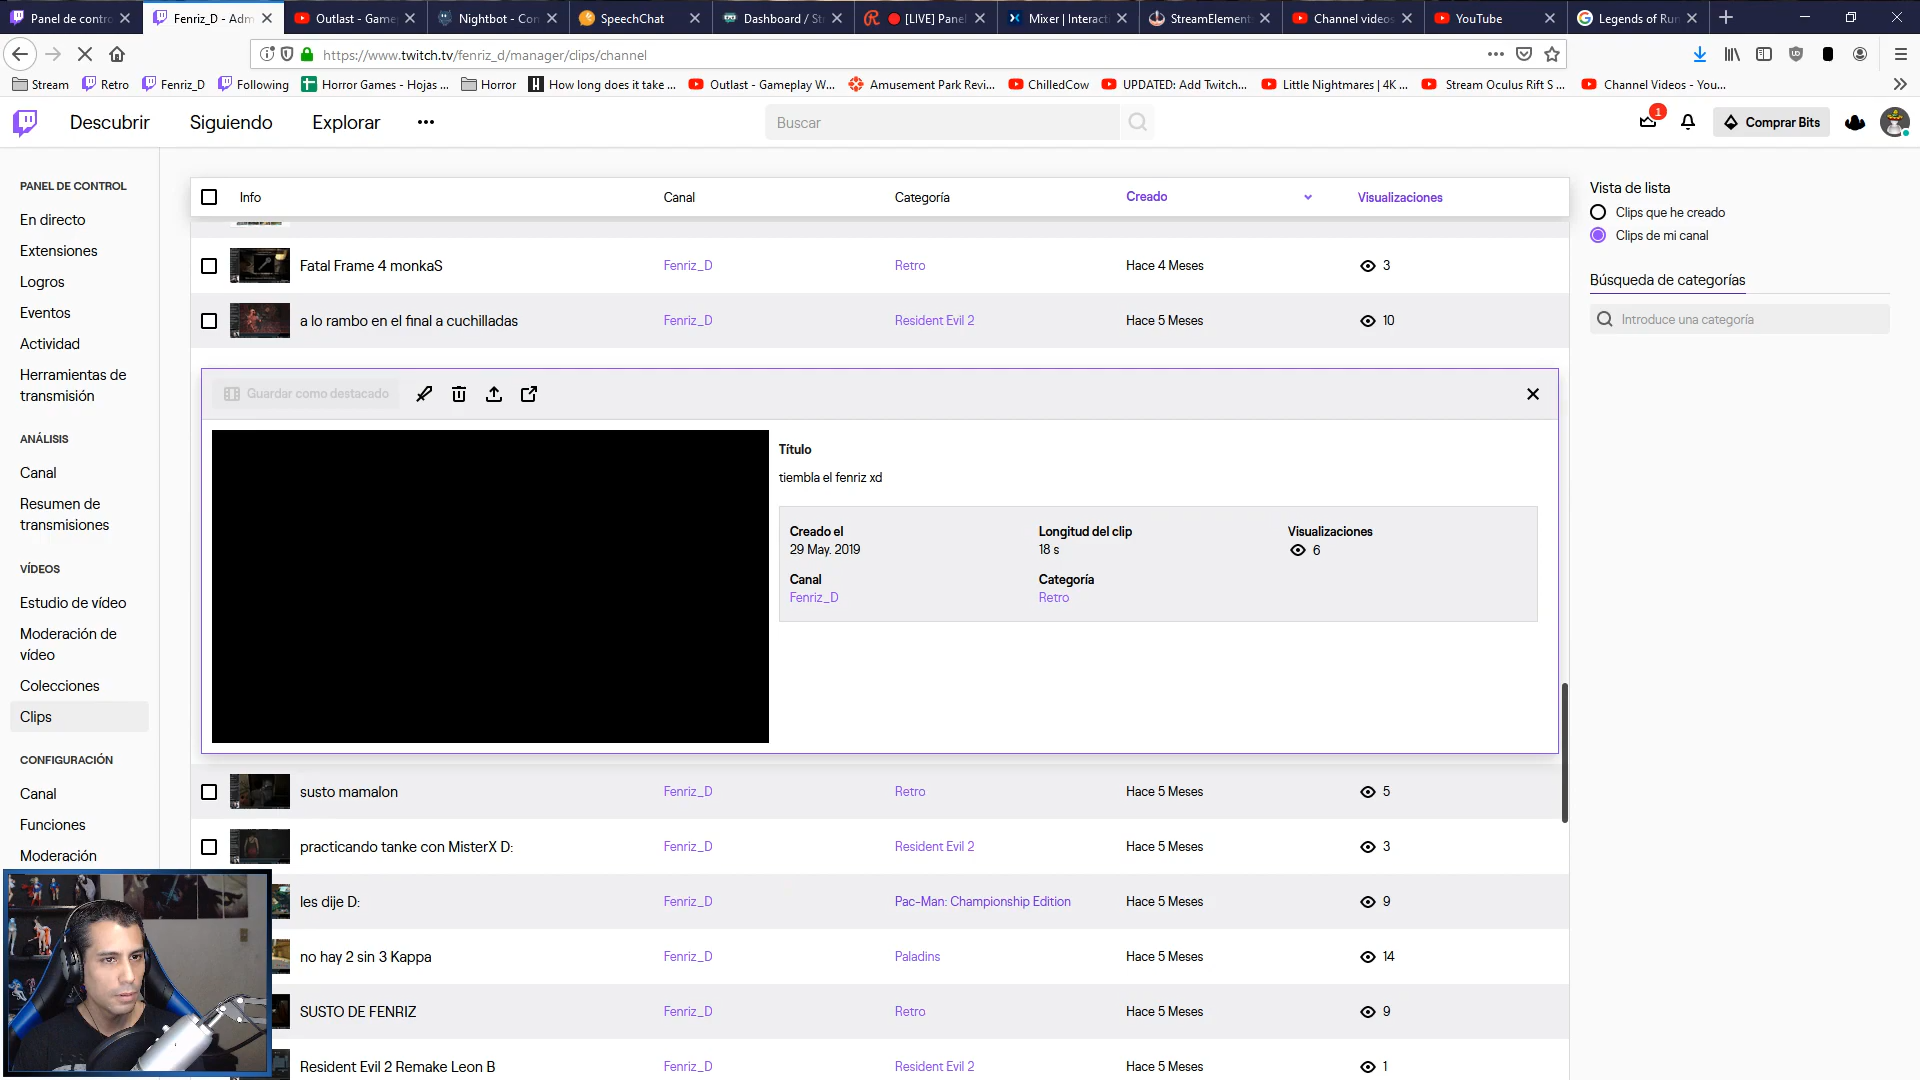 Panel de contro
Fenriz_D - Adm
Outlast - Game
Nightbot - Con
SpeechChat
Dashboard / St
[LIVE] Panel
Mixer | Interact
StreamElement
Channel videos
YouTube
Legends of Run
https://www.twitch.tv/fenriz_d/manager/clips/channel
Stream
Retro
Fenriz_D
Following
Horror Games - Hojas ...
Horror
How long does it take ...
Outlast - Gameplay W...
Amusement Park Revi...
ChilledCow
UPDATED: Add Twitch...
Little Nightmares | 4K ...
Stream Oculus Rift S ...
Channel Videos - You...
Descubrir
Siguiendo
Explorar
Buscar
1
Comprar Bits
PANEL DE CONTROL
En directo
Extensiones
Logros
Eventos
Actividad
Herramientas de
transmisión
ANÁLISIS
Canal
Resumen de
transmisiones
VÍDEOS
Estudio de vídeo
Moderación de
vídeo
Colecciones
Clips
CONFIGURACIÓN
Canal
Funciones
Moderación
Info
Canal
Categoría
Creado
Visualizaciones
Fatal Frame 4 monkaS
Fenriz_D
Retro
Hace 4 Meses
3
a lo rambo en el final a cuchilladas
Fenriz_D
Resident Evil 2
Hace 5 Meses
10
Guardar como destacado
Título
tiembla el fenriz xd
Creado el
29 May. 2019
Longitud del clip
18 s
Visualizaciones
6
Canal
Fenriz_D
Categoría
Retro
susto mamalon
Fenriz_D
Retro
Hace 5 Meses
5
practicando tanke con MisterX D:
Fenriz_D
Resident Evil 2
Hace 5 Meses
3
les dije D:
Fenriz_D
Pac-Man: Championship Edition
Hace 5 Meses
9
no hay 2 sin 3 Kappa
Fenriz_D
Paladins
Hace 5 Meses
14
SUSTO DE FENRIZ
Fenriz_D
Retro
Hace 5 Meses
9
Resident Evil 2 Remake Leon B
Fenriz_D
Resident Evil 2
Hace 5 Meses
1
Vista de lista
Clips que he creado
Clips de mi canal
Búsqueda de categorías
Introduce una categoría